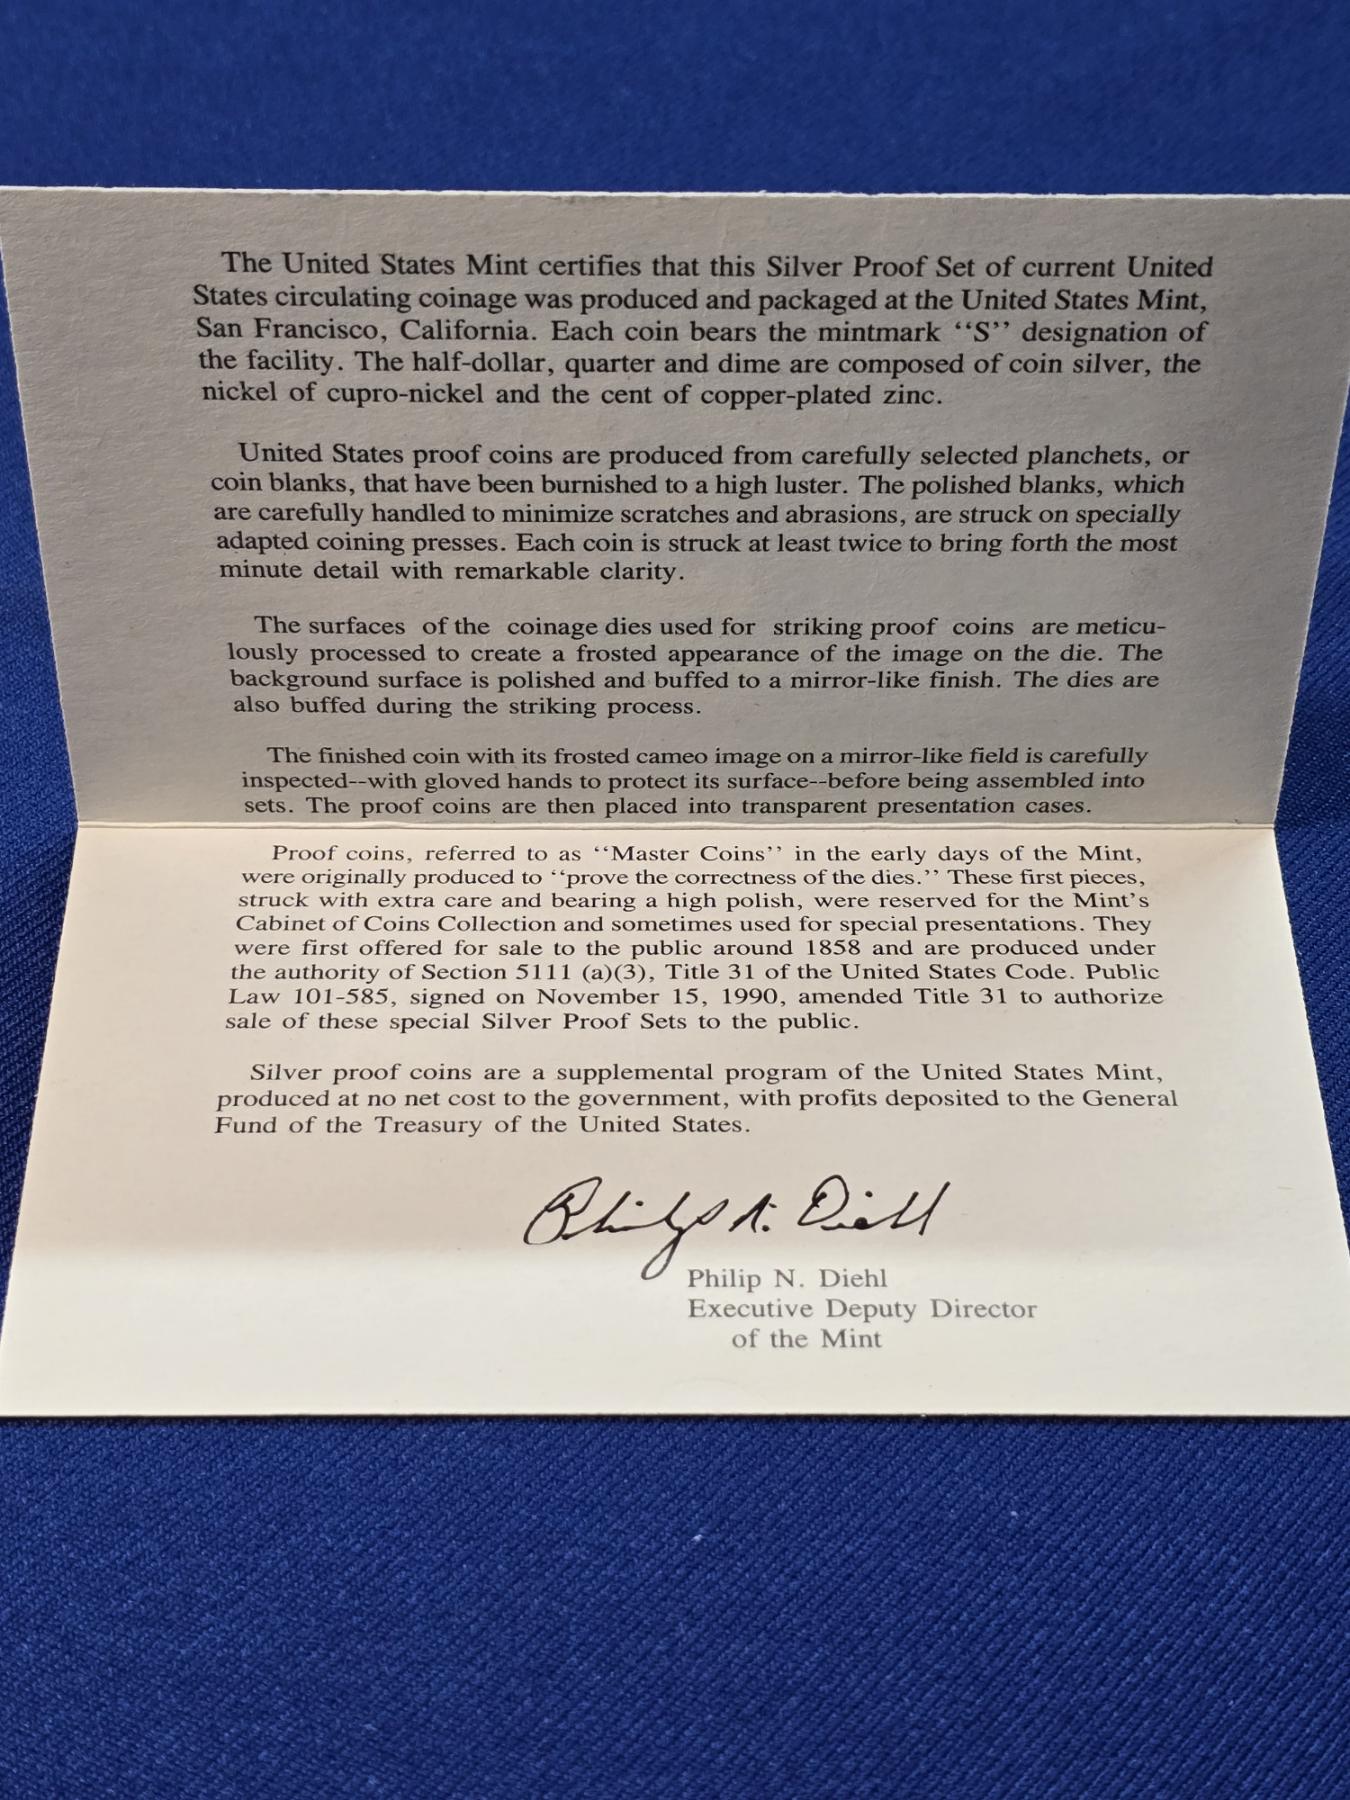 The United States Mint certifies that this Silver Proof Set of current United
States circulating coinage was produced and packaged at the United States Mint,
San Francisco, California. Each coin bears the mintmark ‘‘S’’ designation of
the facility. The half-dollar, quarter and dime are composed of coin silver, the
nickel of cupro-nickel and the cent of copper-plated zinc.
United States proof coins are produced from carefully selected planchets, or
coin blanks, that have been burnished to a high luster. The polished blanks, which
are carefully handled to minimize scratches and abrasions, are struck on specially
adapted coining presses. Each coin is struck at least twice to bring forth the most
minute detail with remarkable clarity.
The surfaces of the coinage dies used for striking proof coins are meticu-
lously processed to create a frosted appearance of the image on the die. The
background surface is polished and buffed to a mirror-like finish. The dies are
also buffed during the striking process.
The finished coin with its frosted cameo image on a mirror-like field is carefully
inspected--with gloved hands to protect its surface--before being assembled into
sets. The proof coins are then placed into transparent presentation cases.
Proof coins, referred to as ‘‘Master Coins’’ in the early days of the Mint,
were originally produced to ‘‘prove the correctness of the dies.’’ These first pieces,
struck with extra care and bearing a high polish, were reserved for the Mint’s
Cabinet of Coins Collection and sometimes used for special presentations. They
were first offered for sale to the public around 1858 and are produced under
the authority of Section 5111 (a)(3), Title 31 of the United States Code. Public
Law 101-585, signed on November 15, 1990, amended Title 31 to authorize
sale of these special Silver Proof Sets to the public.
Silver proof coins are a supplemental program of the United States Mint,
produced at no net cost to the government, with profits deposited to the General
Fund of the Treasury of the United States.
Philip N. Diehl
Philip N. Diehl
Executive Deputy Director
of the Mint